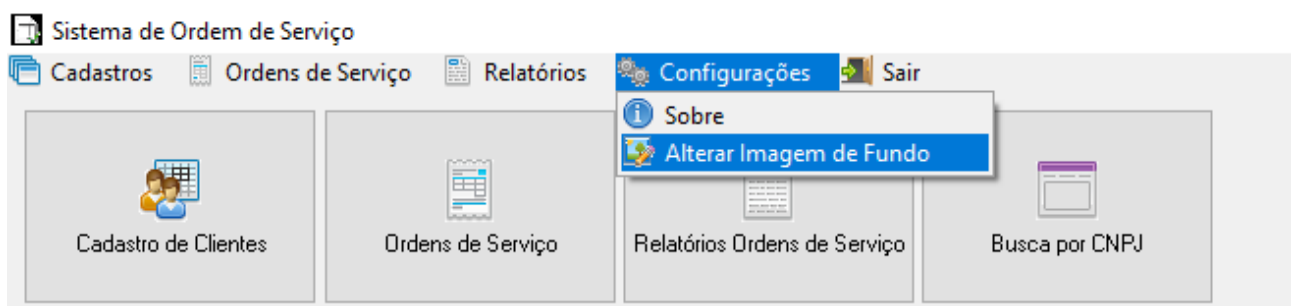 Sistema de Ordem de Serviço
Cadastros Ordens de Serviço Relatórios Configurações Sair
Sobre
Alterar Imagem de Fundo
Cadastro de Clientes Ordens de Serviço Relatórios Ordens de Serviço Busca por CNPJ